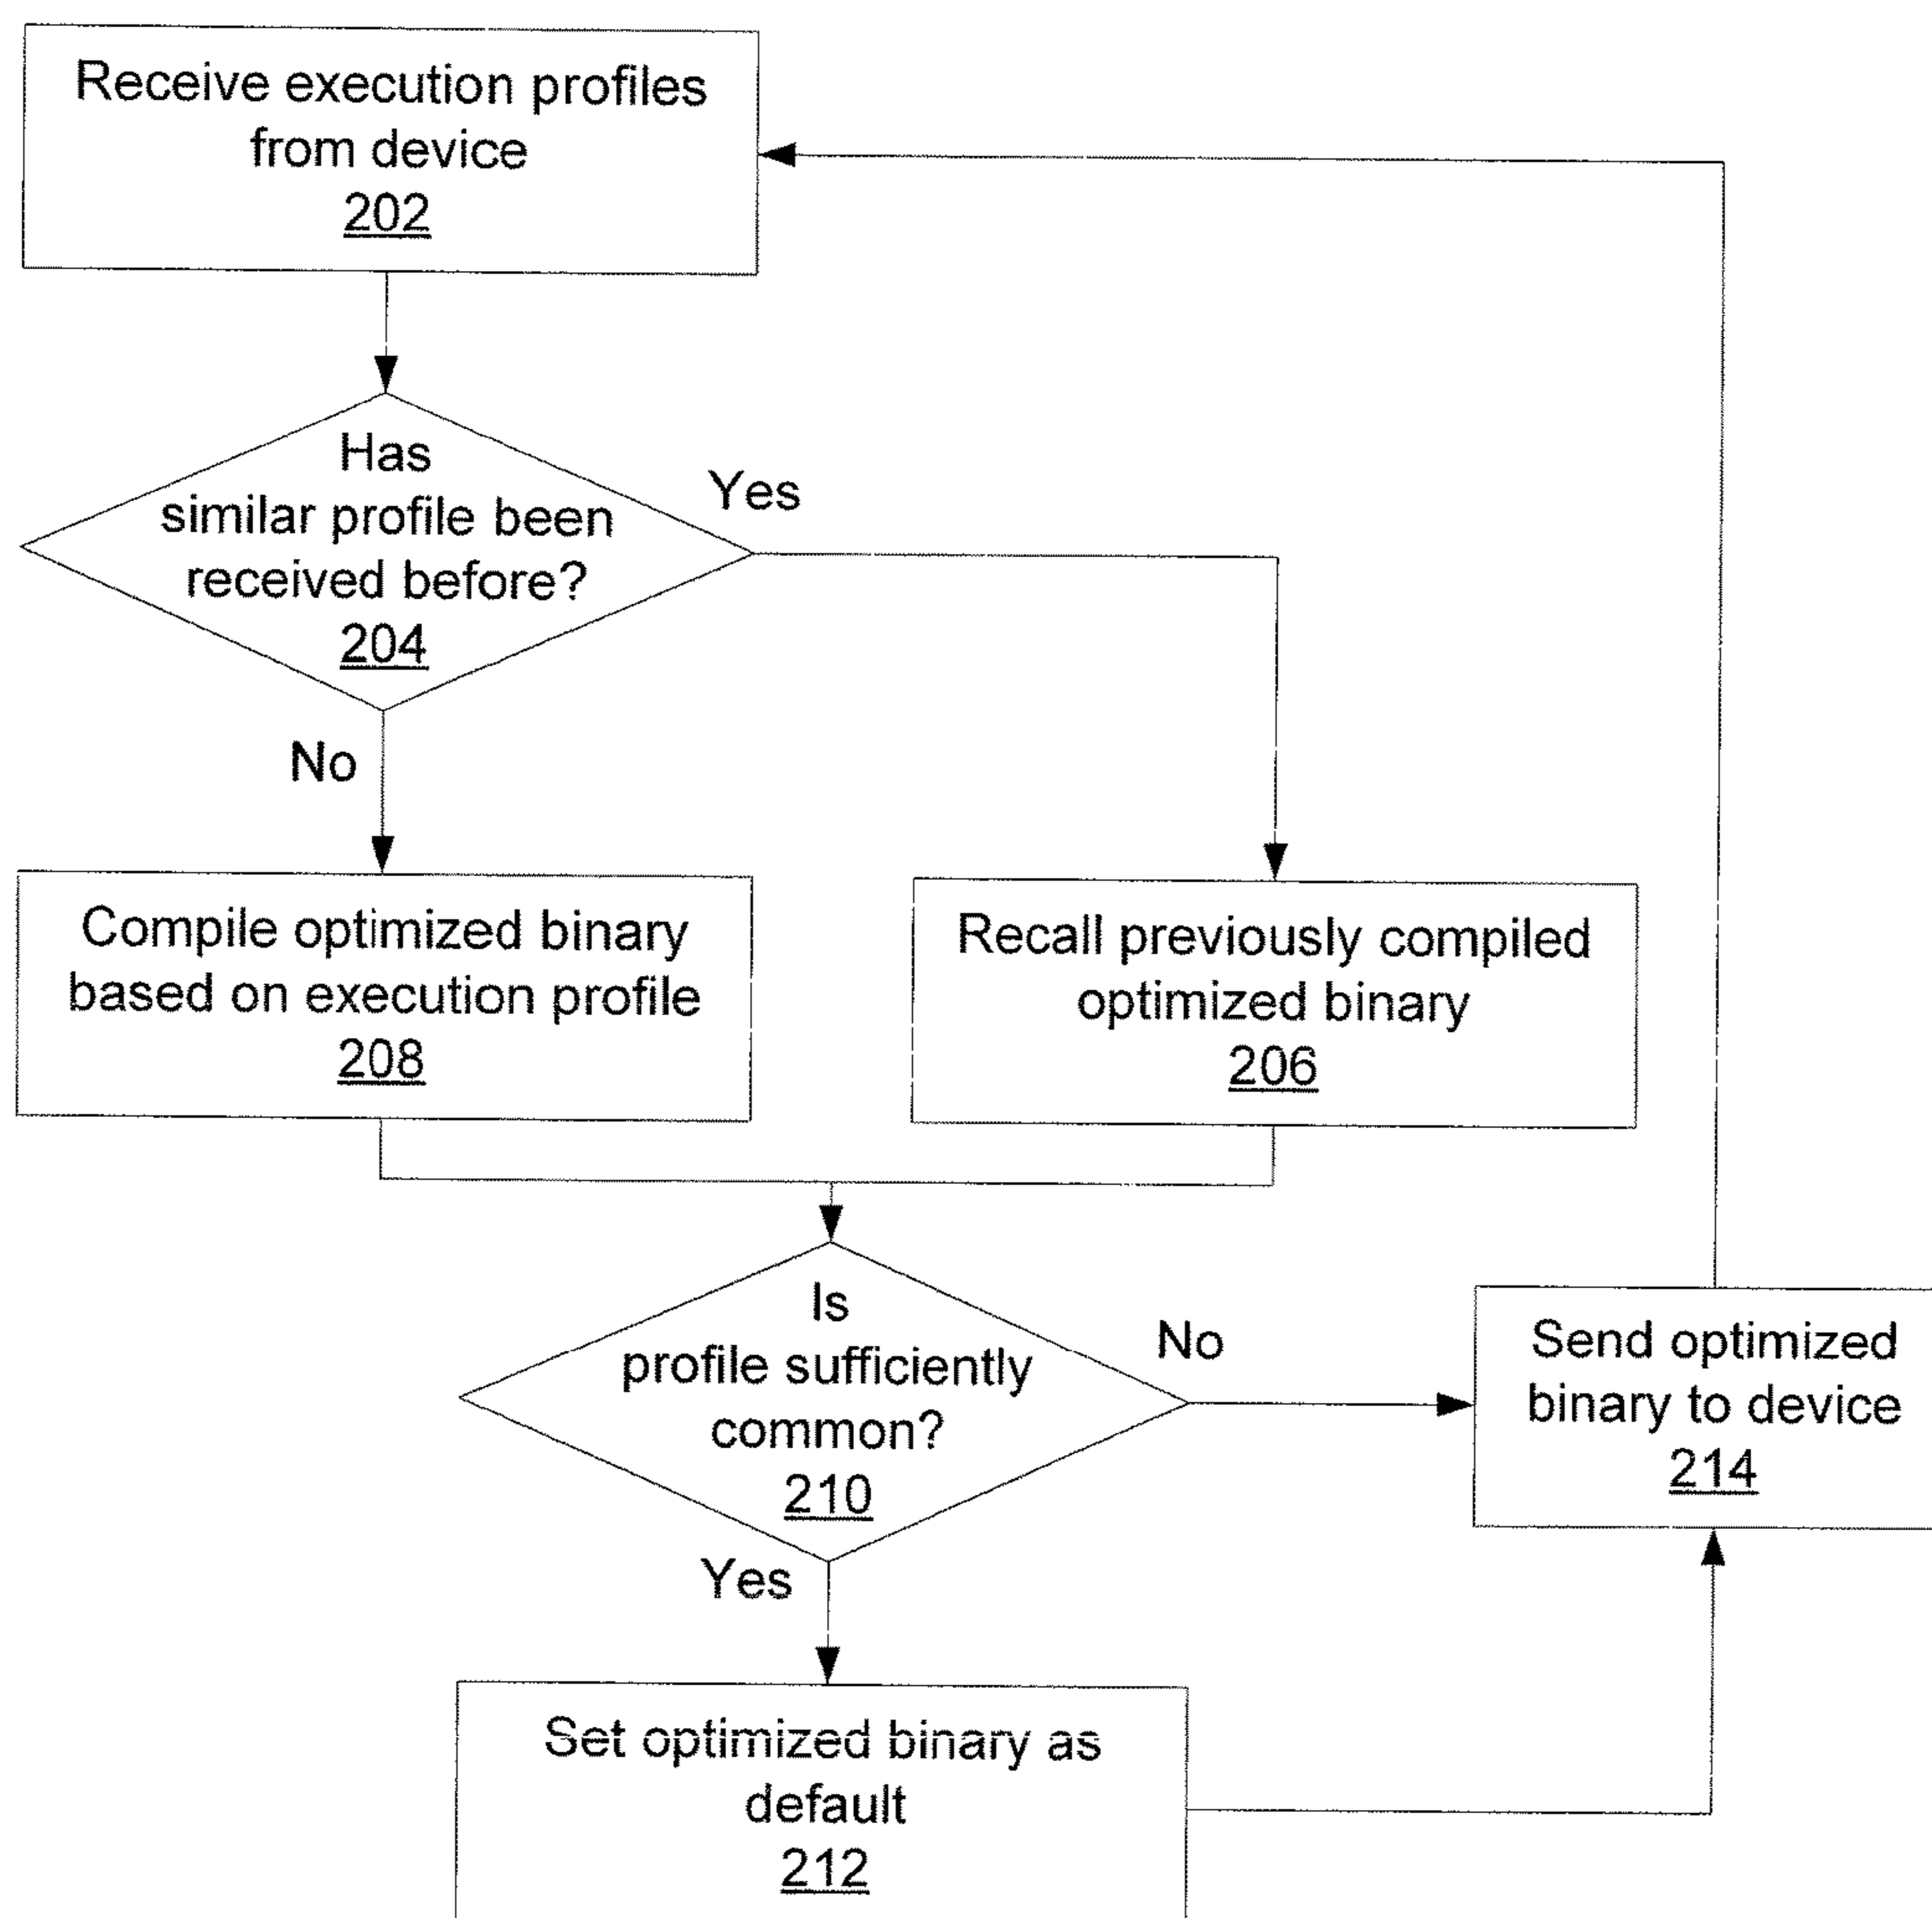 Receive execution profiles
from device
202
Has
similar profile been
received before?
204
Yes
No
Compile optimized binary
based on execution profile
208
Recall previously compiled
optimized binary
206
Is
profile sufficiently
common?
210
No
Yes
Send optimized
binary to device
214
Set optimized binary as
default
212